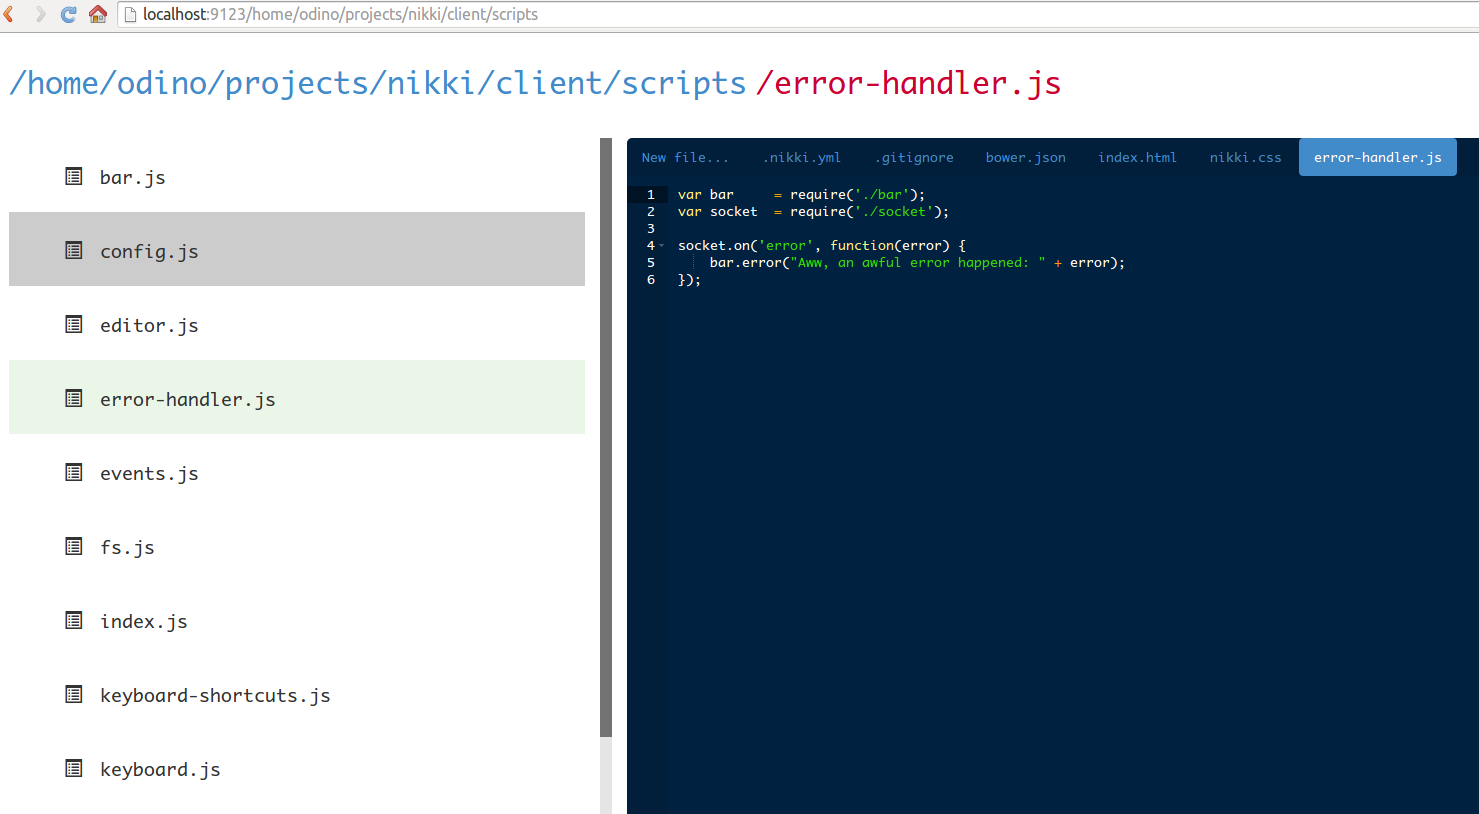 localhost:9123/home/odino/projects/nikki/client/scripts
/home/odino/projects/nikki/client/scripts /error-handler.js
bar.js
config.js
editor.js
error-handler.js
events.js
fs.js
index.js
keyboard-shortcuts.js
keyboard.js
New file... .nikki.yml .gitignore bower.json index.html nikki.css error-handler.js
1 var bar     = require('./bar');
2 var socket  = require('./socket');
3
4 socket.on('error', function(error) {
5     bar.error("Aww, an awful error happened: " + error);
6 });